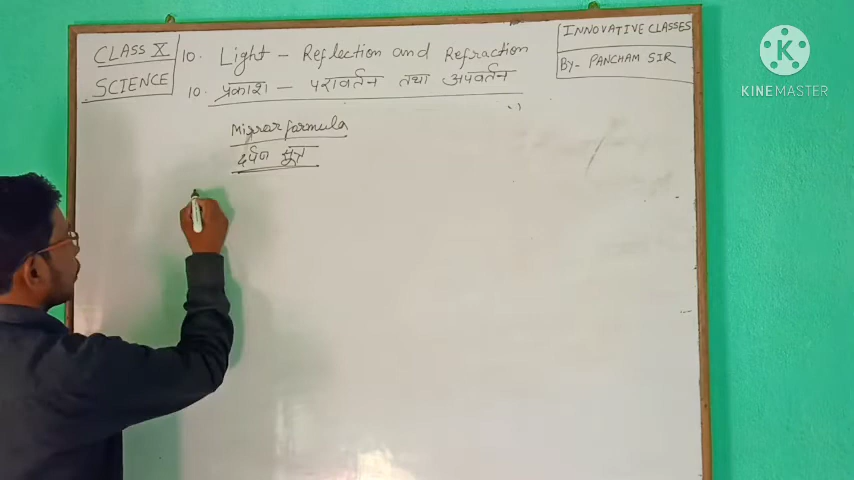 CLASS X
SCIENCE
10. Light - Reflection and Refraction
10. प्रकाश - परावर्तन तथा अपवर्तन
INNOVATIVE CLASSES
By- PANCHAM SIR
Mirror formula
दर्पण सूत्र
K
KINEMASTER